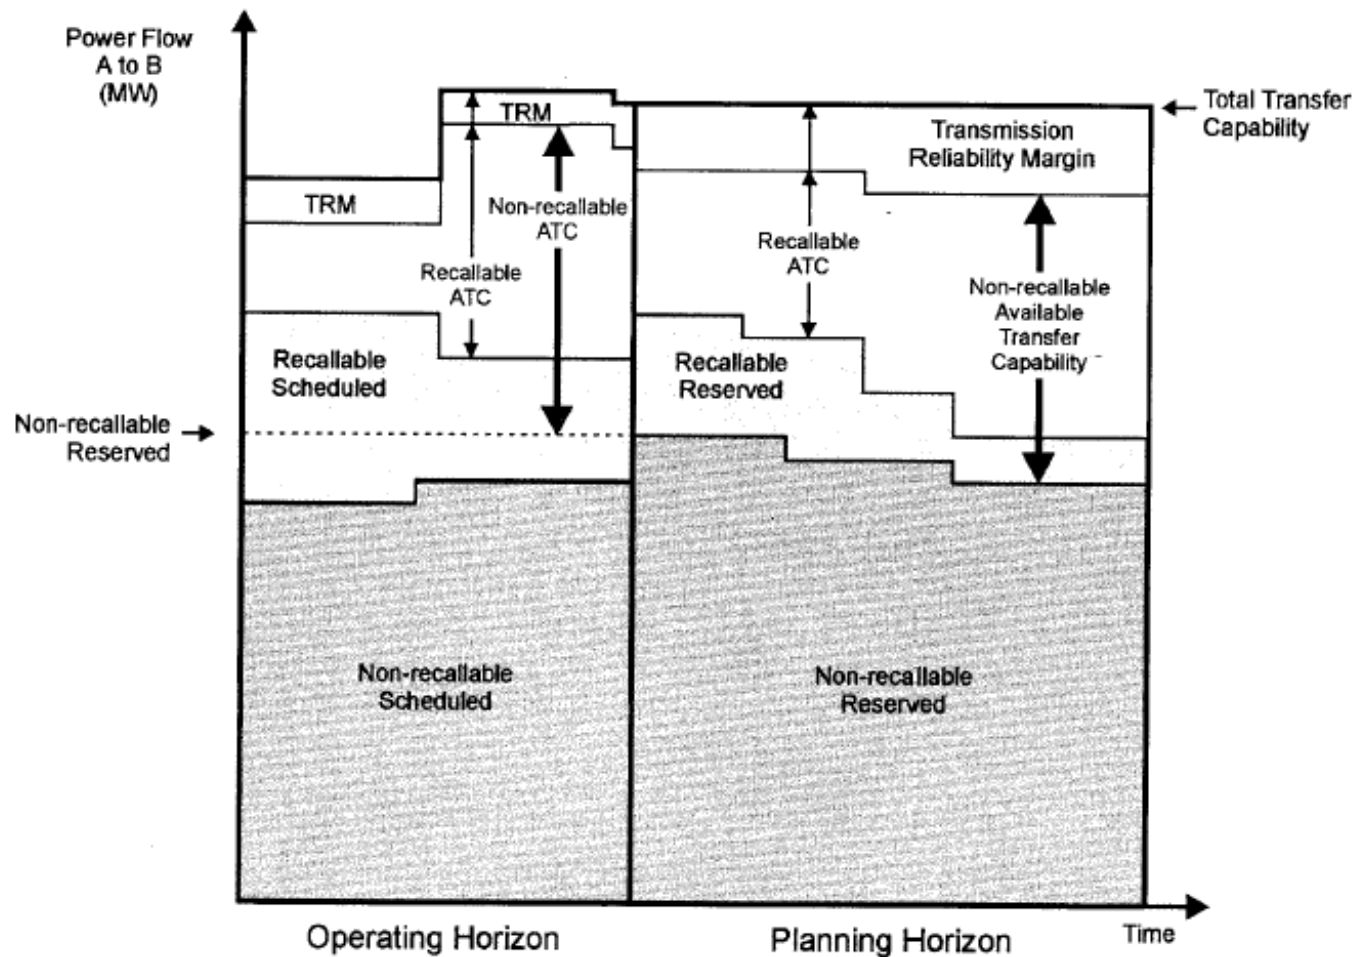 Power Flow
A to B
(MW)
TRM
TRM
Non-recallable
ATC
Recallable
ATC
Recallable
Scheduled
Non-recallable
Reserved
Non-recallable
Scheduled
Total Transfer
Capability
Transmission
Reliability Margin
Recallable
ATC
Non-recallable
Available
Transfer
Capability
Recallable
Reserved
Non-recallable
Reserved
Operating Horizon
Planning Horizon
Time